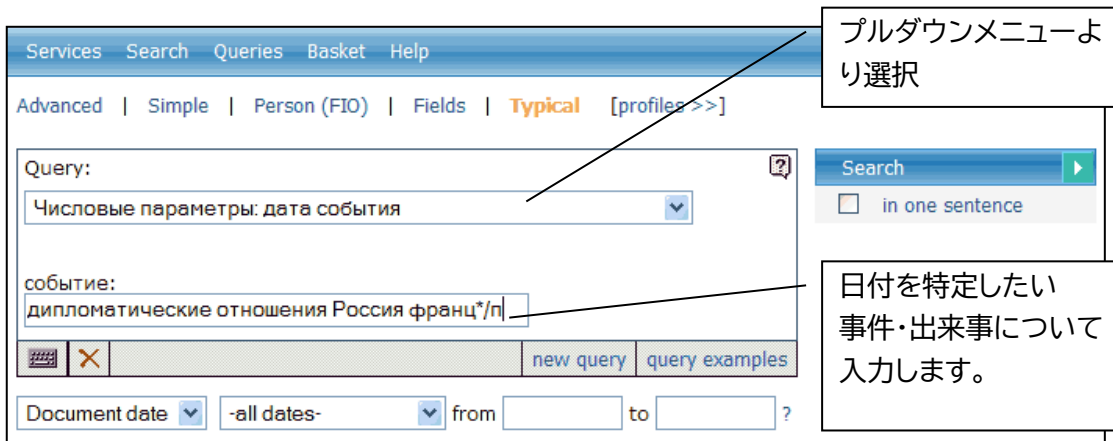 プルダウンメニューよ
り選択
Services Search Queries Basket Help
Advanced | Simple | Person (FIO) | Fields | Typical [profiles >>]
Query:
Search
Числовые параметры: дата события
in one sentence
событие:
дипломатические отношения Россия франц*/п
日付を特定したい
事件・出来事について
入力します。
new query query examples
Document date -all dates- from to ?